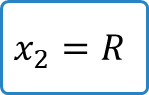 x₂ = R